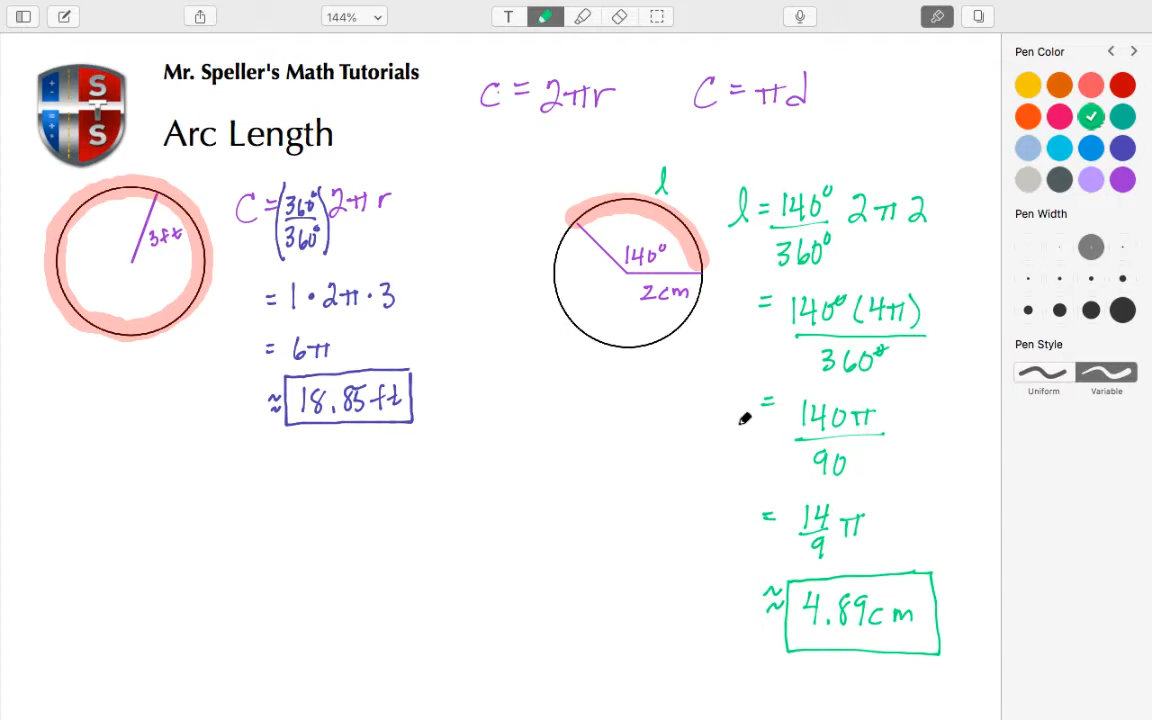 144%
T
Mr. Speller's Math Tutorials
Arc Length
STS
C = 2πr
C = πd
3ft
C = (360°/360°) 2π r
= 1 • 2π • 3
= 6π
≈ 18.85 ft
l
140°
2cm
l = 140°/360° 2π 2
= 140°(4π)/360°
= 140π/90
= 14/9 π
≈ 4.89cm
Pen Color
Pen Width
Pen Style
Uniform Variable